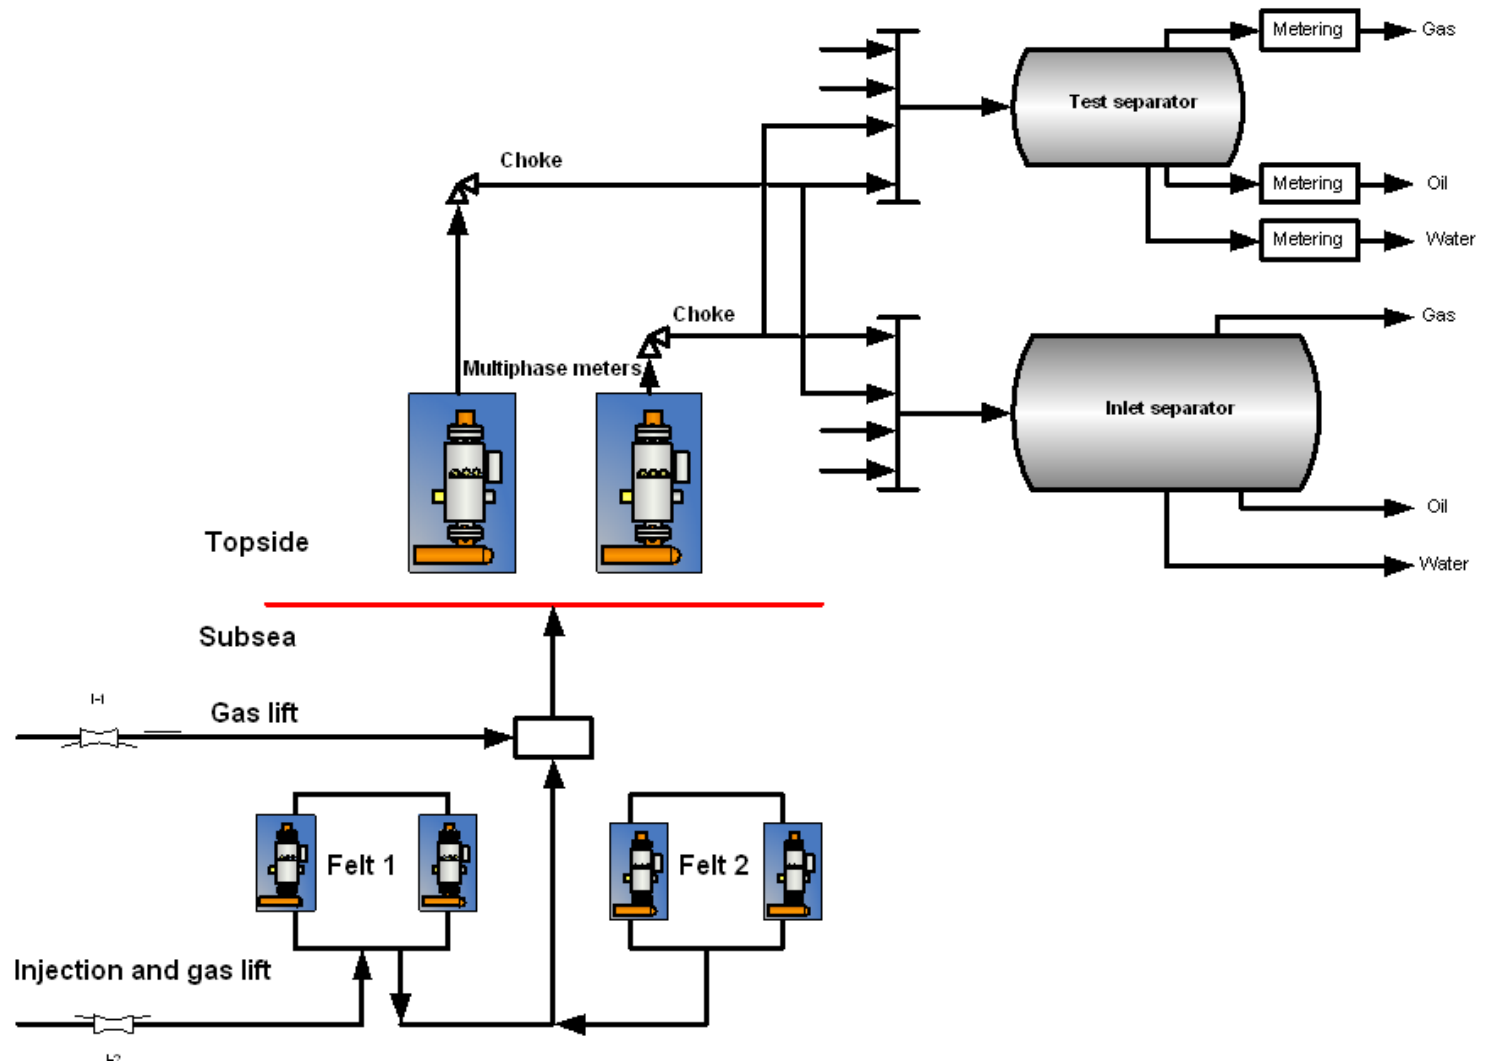 Metering
Gas
Test separator
Choke
Metering
Oil
Metering
Water
Choke
Gas
Multiphase meters
Inlet separator
Oil
Topside
Water
Subsea
I-1
Gas lift
Felt 1
Felt 2
Injection and gas lift